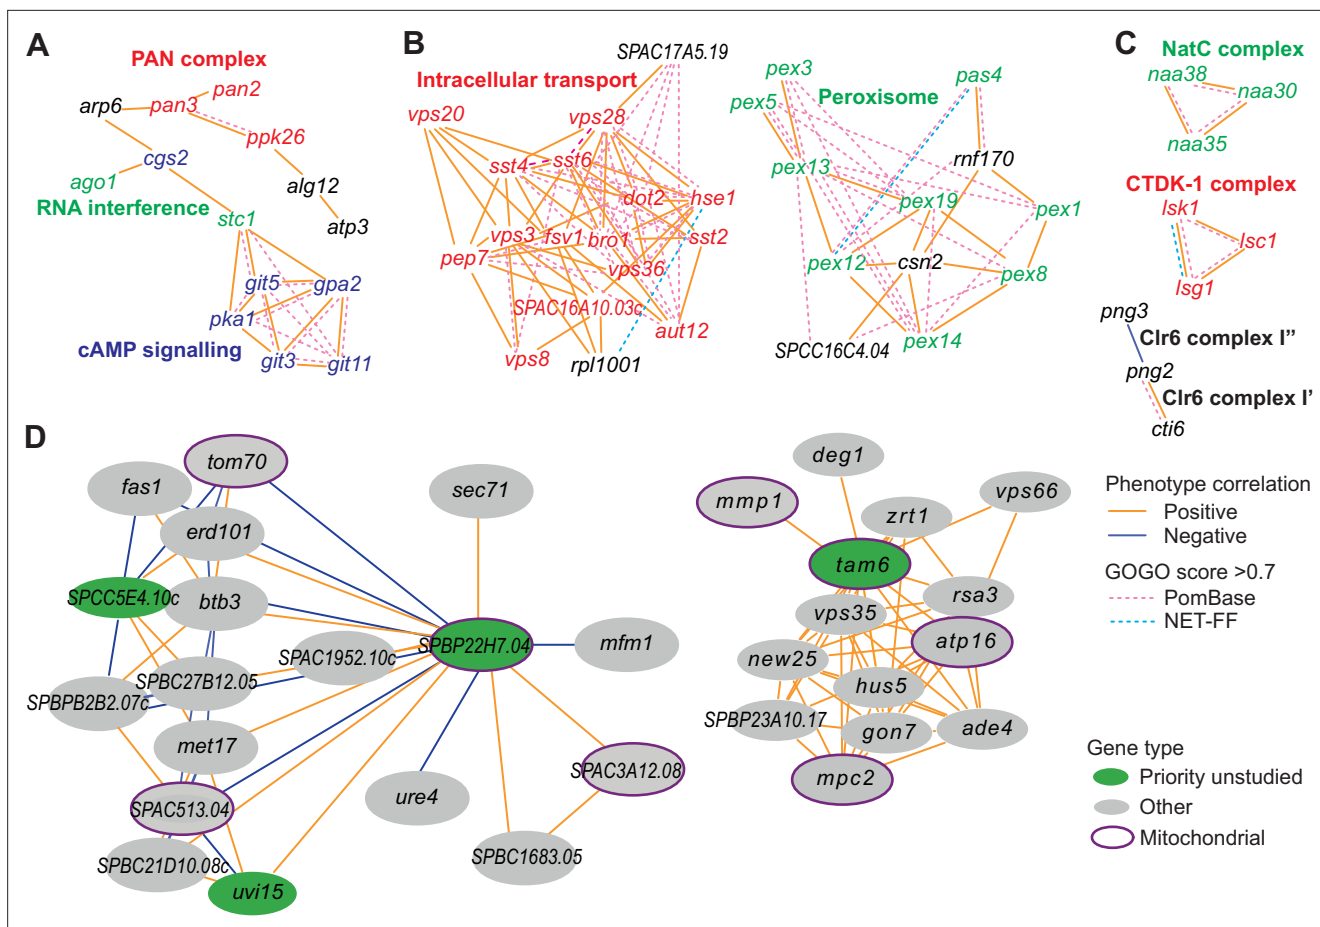 A
PAN complex
pan2
arp6
pan3
ppk26
cgs2
ago1
alg12
RNA interference
stc1
atp3
git5
gpa2
pka1
cAMP signalling
git3
git11
B
SPAC17A5.19
Intracellular transport
vps20
vps28
sst4
sst6
dot2
hse1
vps3
fsv1
bro1
sst2
pep7
vps36
SPAC16A10.03c
aut12
vps8
rpl1001
pex3
pas4
pex5
Peroxisome
pex13
rnf170
pex19
pex1
pex12
csn2
pex8
SPCC16C4.04
pex14
C
NatC complex
naa38
naa30
naa35
CTDK-1 complex
lsk1
lsc1
lsg1
png3
Clr6 complex I''
png2
Clr6 complex I'
cti6
D
tom70
fas1
sec71
erd101
SPCC5E4.10c
btb3
SPAC1952.10c
SPBP22H7.04
mfm1
SPBC27B12.05
SPBPB2B2.07c
met17
SPAC3A12.08
SPAC513.04
ure4
SPBC21D10.08c
SPBC1683.05
uvi15
deg1
mmp1
zrt1
vps66
tam6
vps35
rsa3
atp16
new25
hus5
SPBP23A10.17
gon7
ade4
mpc2
Phenotype correlation
Positive
Negative
GOGO score >0.7
PomBase
NET-FF
Gene type
Priority unstudied
Other
Mitochondrial